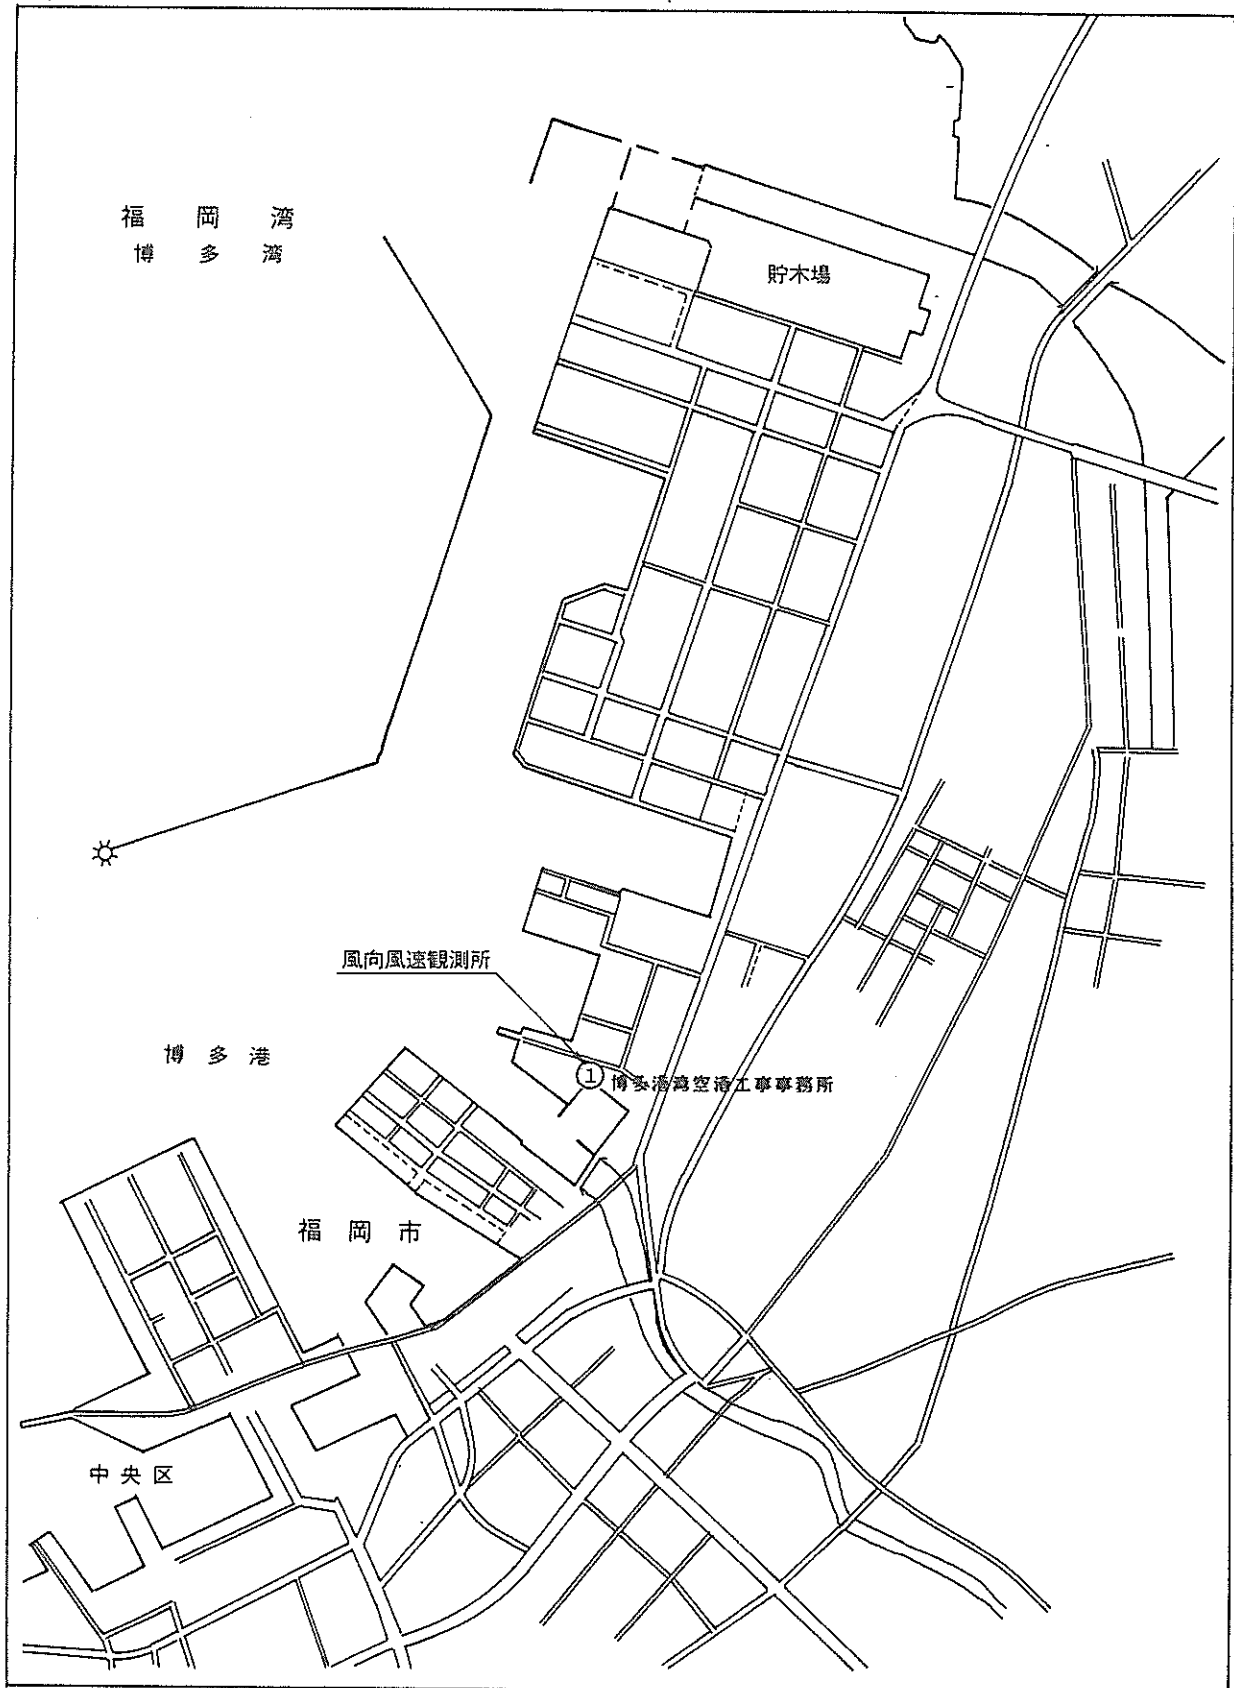 福岡湾
博多湾
貯木場
風向風速観測所
博多港
① 博多港湾空港工事事務所
福岡市
中央区